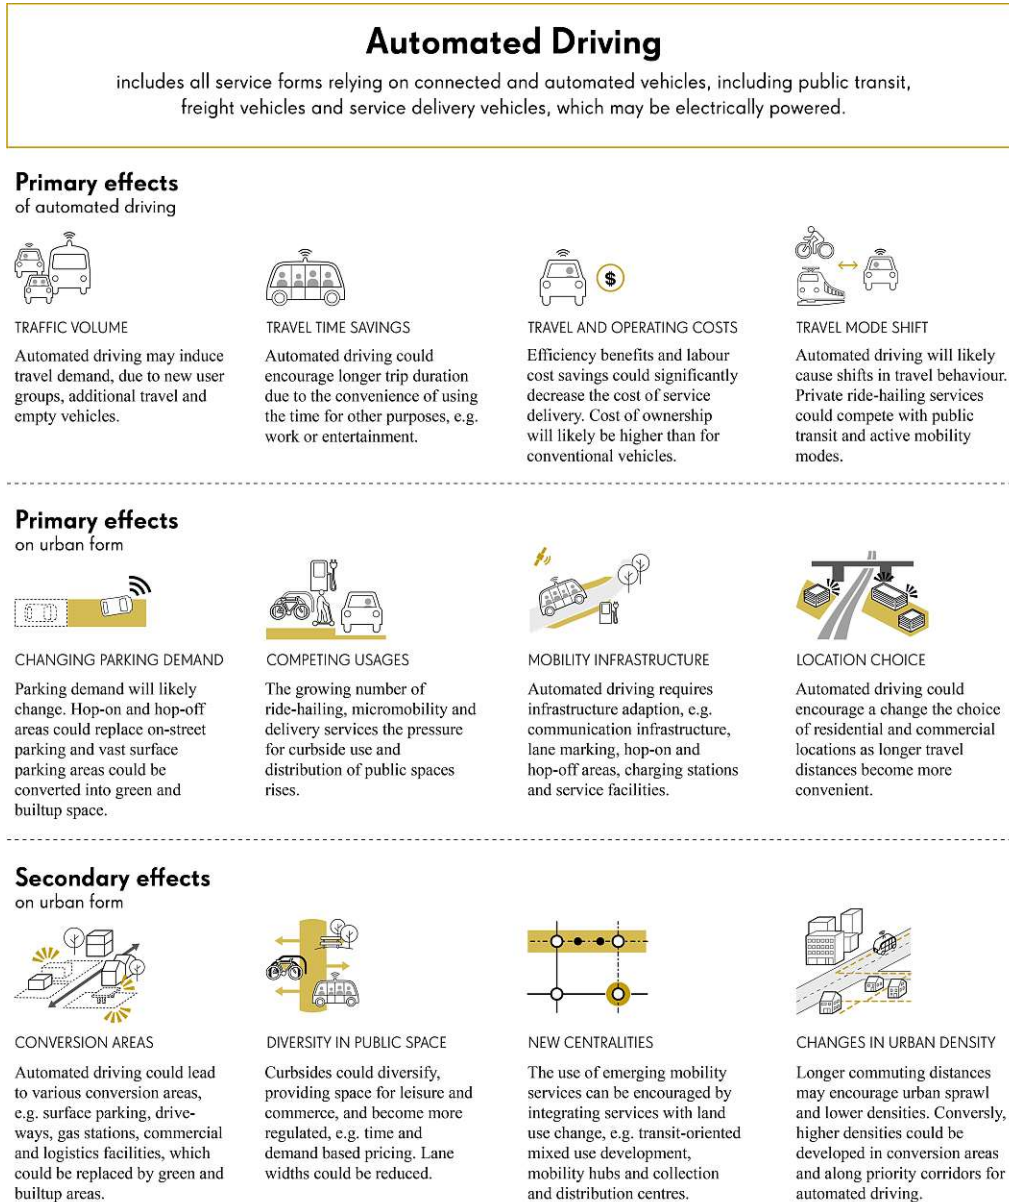 Automated Driving
includes all service forms relying on connected and automated vehicles, including public transit,
freight vehicles and service delivery vehicles, which may be electrically powered.
Primary effects
of automated driving
TRAFFIC VOLUME
Automated driving may induce
travel demand, due to new user
groups, additional travel and
empty vehicles.
TRAVEL TIME SAVINGS
Automated driving could
encourage longer trip duration
due to the convenience of using
the time for other purposes, e.g.
work or entertainment.
$
TRAVEL AND OPERATING COSTS
Efficiency benefits and labour
cost savings could significantly
decrease the cost of service
delivery. Cost of ownership
will likely be higher than for
conventional vehicles.
TRAVEL MODE SHIFT
Automated driving will likely
cause shifts in travel behaviour.
Private ride-hailing services
could compete with public
transit and active mobility
modes.
Primary effects
on urban form
CHANGING PARKING DEMAND
Parking demand will likely
change. Hop-on and hop-off
areas could replace on-street
parking and vast surface
parking areas could be
converted into green and
builtup space.
COMPETING USAGES
The growing number of
ride-hailing, micromobility and
delivery services the pressure
for curbside use and
distribution of public spaces
rises.
MOBILITY INFRASTRUCTURE
Automated driving requires
infrastructure adaption, e.g.
communication infrastructure,
lane marking, hop-on and
hop-off areas, charging stations
and service facilities.
LOCATION CHOICE
Automated driving could
encourage a change the choice
of residential and commercial
locations as longer travel
distances become more
convenient.
Secondary effects
on urban form
CONVERSION AREAS
Automated driving could lead
to various conversion areas,
e.g. surface parking, drive-
ways, gas stations, commercial
and logistics facilities, which
could be replaced by green and
builtup areas.
DIVERSITY IN PUBLIC SPACE
Curbsides could diversify,
providing space for leisure and
commerce, and become more
regulated, e.g. time and
demand based pricing. Lane
widths could be reduced.
NEW CENTRALITIES
The use of emerging mobility
services can be encouraged by
integrating services with land
use change, e.g. transit-oriented
mixed use development,
mobility hubs and collection
and distribution centres.
CHANGES IN URBAN DENSITY
Longer commuting distances
may encourage urban sprawl
and lower densities. Conversly,
higher densities could be
developed in conversion areas
and along priority corridors for
automated driving.